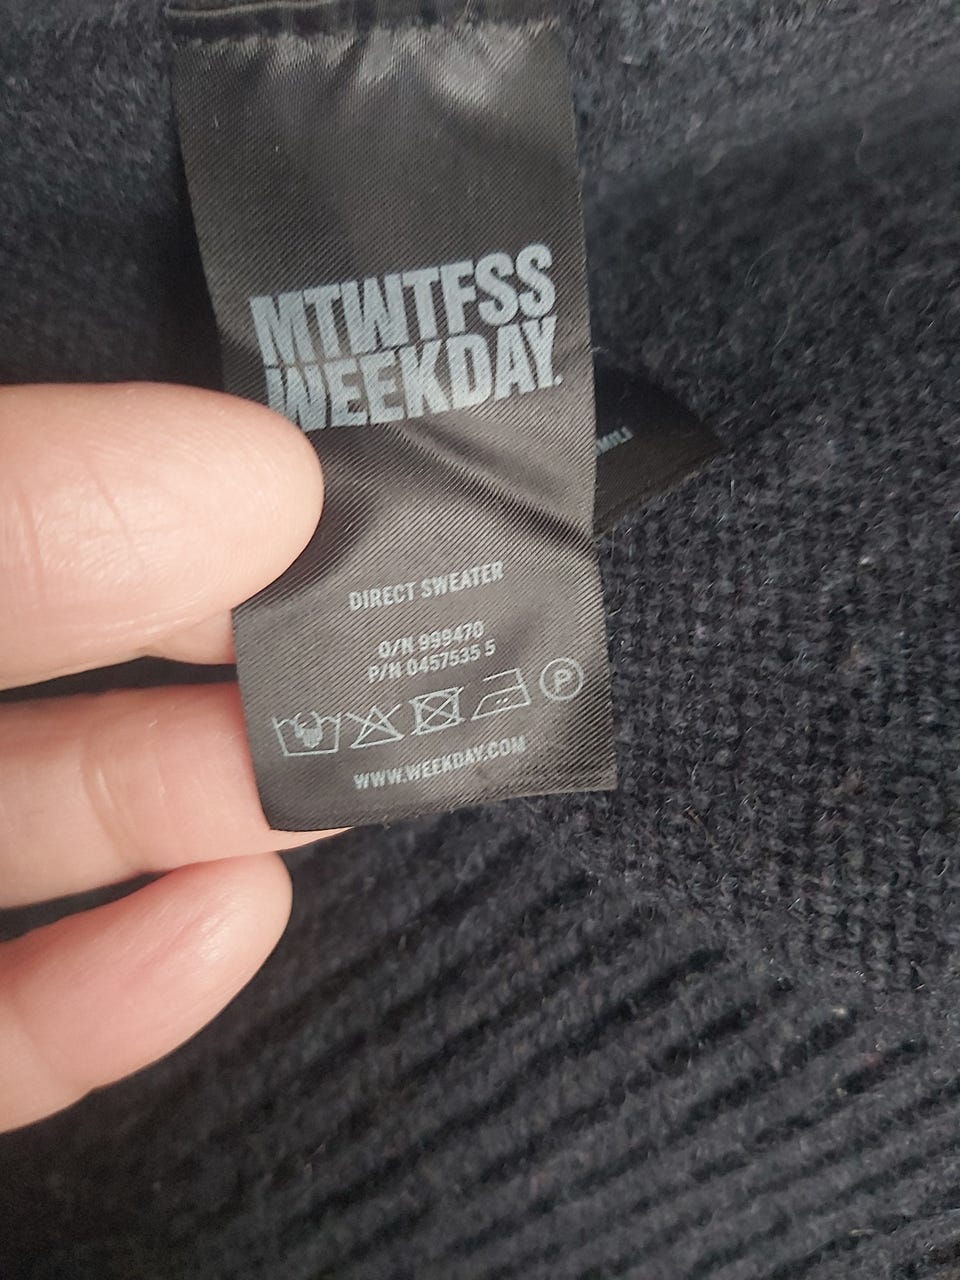 MTWTFSS
WEEKDAY.
DIRECT SWEATER
O/N 999470
P/N 0457535 5
P
WWW.WEEKDAY.COM